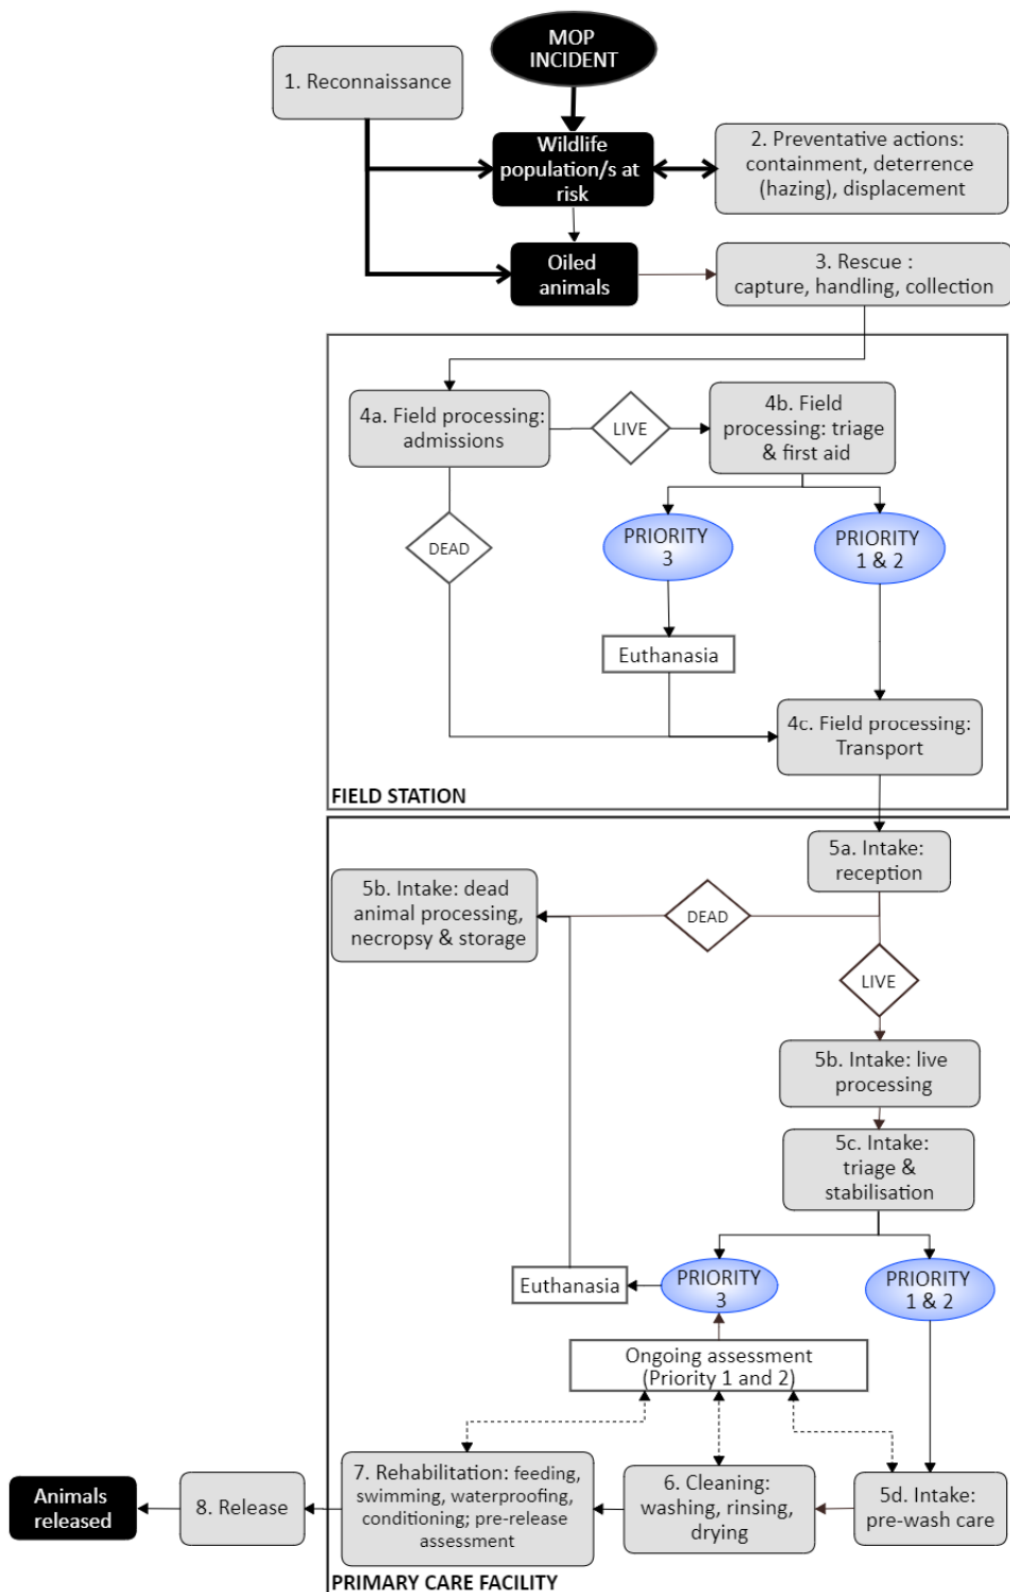 MOP
INCIDENT
1. Reconnaissance
Wildlife
population/s at
risk
2. Preventative actions:
containment, deterrence
(hazing), displacement
Oiled
animals
3. Rescue :
capture, handling, collection
4a. Field processing:
admissions
LIVE
4b. Field
processing: triage
& first aid
DEAD
PRIORITY
3
PRIORITY
1 & 2
Euthanasia
4c. Field processing:
Transport
FIELD STATION
5a. Intake:
reception
5b. Intake: dead
animal processing,
necropsy & storage
DEAD
LIVE
5b. Intake: live
processing
5c. Intake:
triage &
stabilisation
Euthanasia
PRIORITY
3
PRIORITY
1 & 2
Ongoing assessment
(Priority 1 and 2)
Animals
released
8. Release
7. Rehabilitation: feeding,
swimming, waterproofing,
conditioning; pre-release
assessment
6. Cleaning:
washing, rinsing,
drying
5d. Intake:
pre-wash care
PRIMARY CARE FACILITY